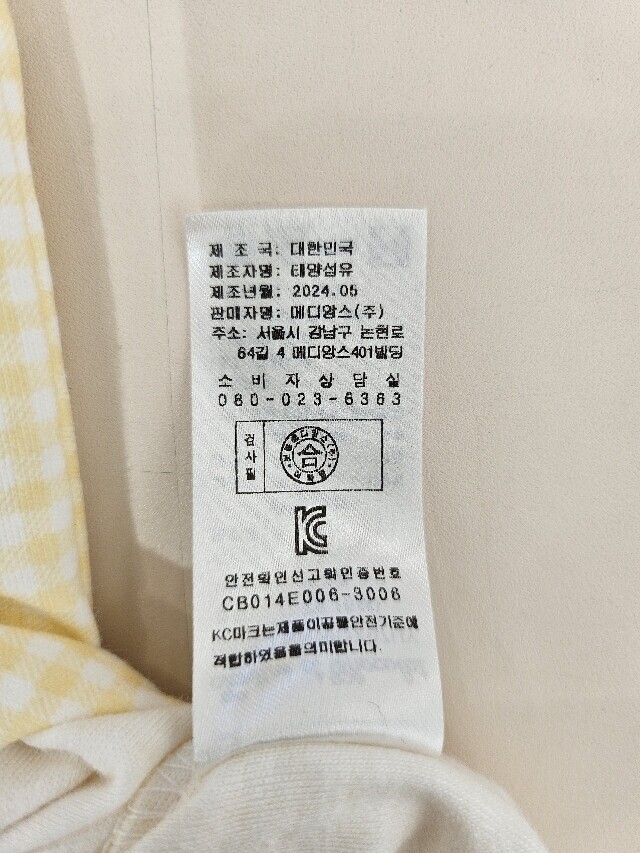 제 조 국: 대한민국
제조자명: 태양섬유
제조년월: 2024.05
판매자명: 메디앙스(주)
주소: 서울시 강남구 논현로
64길 4 메디앙스401빌딩
소 비 자 상 담 실
080-023-6363
검사필
합
KC
안전확인신고확인증번호
CB014E006-3006
KC마크는제품이공통안전기준에
적합하였음을의미합니다.